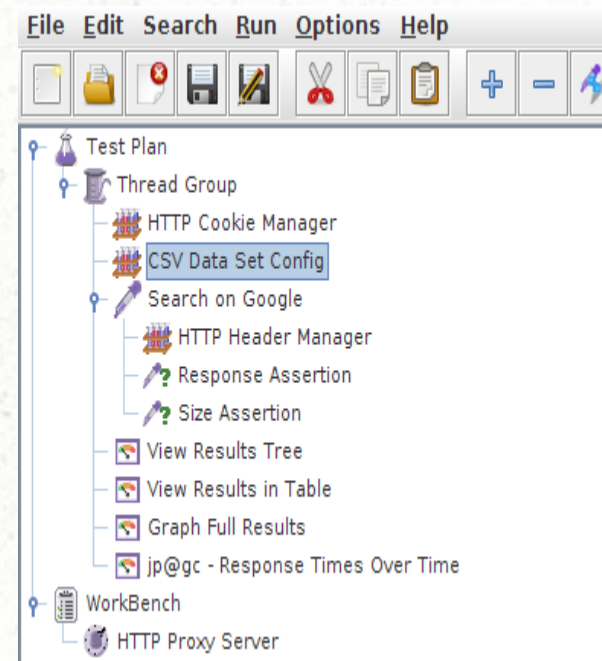 File Edit Search Run Options Help
Test Plan
Thread Group
HTTP Cookie Manager
CSV Data Set Config
Search on Google
HTTP Header Manager
Response Assertion
Size Assertion
View Results Tree
View Results in Table
Graph Full Results
jp@gc - Response Times Over Time
WorkBench
HTTP Proxy Server